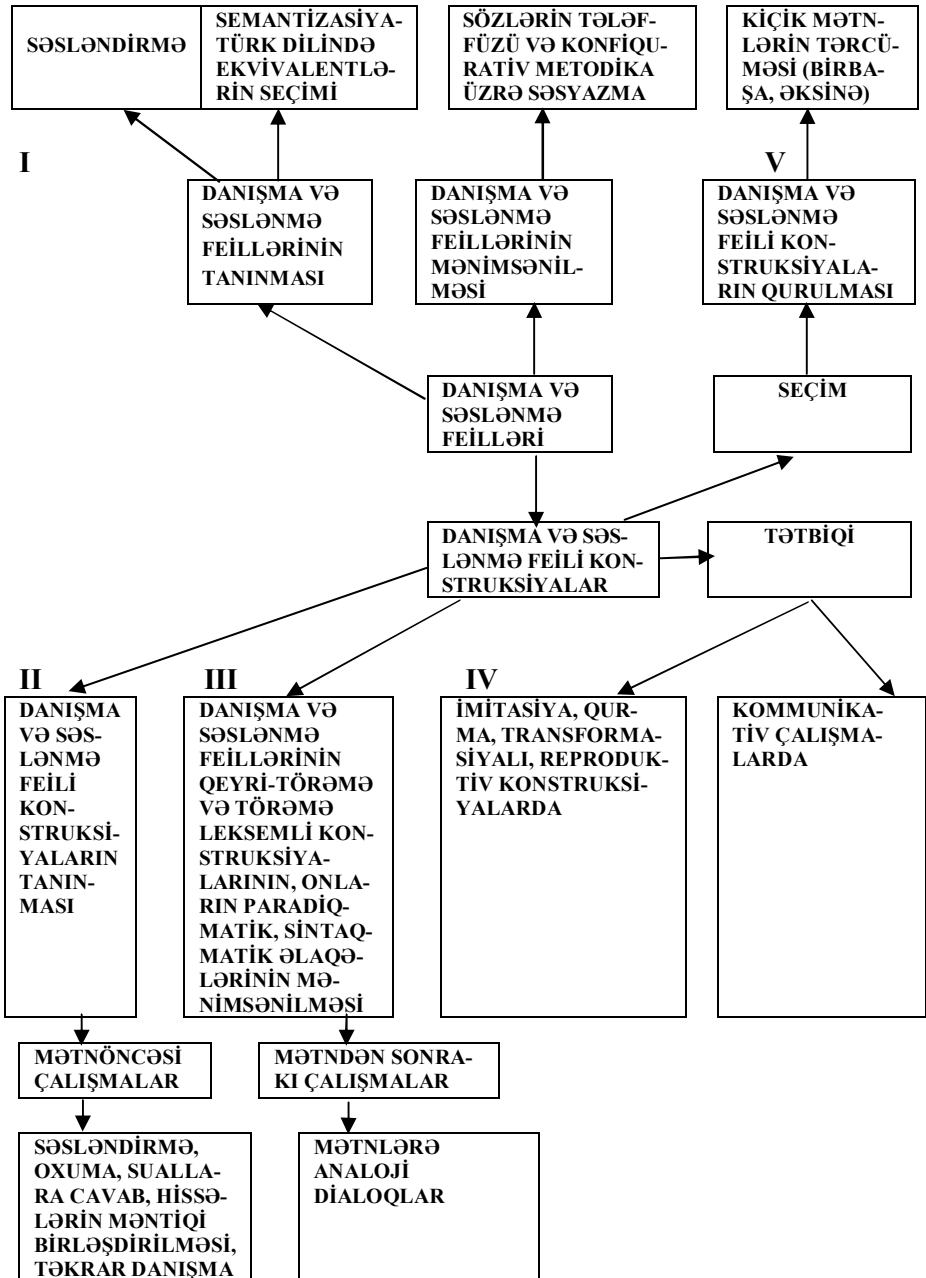 SƏSLƏNDİRMƏ
SEMANTİZASİYA-
TÜRK DİLİNDƏ
EKVİVALENTLƏ-
RİN SEÇİMİ
SÖZLƏRİN TƏLƏF-
FÜZÜ VƏ KONFİQU-
RATİV METODİKA
ÜZRƏ SƏSYAZMA
KİÇİK MƏTN-
LƏRİN TƏRCÜ-
MƏSİ (BİRBA-
ŞA, ƏKSİNƏ)
I
V
DANIŞMA VƏ
SƏSLƏNMƏ
FEİLLƏRİNİN
TANINMASI
DANIŞMA VƏ
SƏSLƏNMƏ
FEİLLƏRİNİN
MƏNİMSƏNİL-
MƏSİ
DANIŞMA VƏ
SƏSLƏNMƏ
FEİLİ KON-
STRUKSİYALA-
RIN QURULMASI
DANIŞMA VƏ
SƏSLƏNMƏ
FEİLLƏRİ
SEÇİM
DANIŞMA VƏ SƏS-
LƏNMƏ FEİLİ KON-
STRUKSİYALAR
TƏTBİQİ
II
III
IV
DANIŞMA
VƏ SƏS-
LƏNMƏ
FEİLİ
KON-
STRUKSİ-
YALARIN
TANIN-
MASI
DANIŞMA VƏ
SƏSLƏNMƏ
FEİLLƏRİNİN
QEYRİ-TÖRƏMƏ
VƏ TÖRƏMƏ
LEKSEMLİ KON-
STRUKSİYA-
LARININ, ONLA-
RIN PARADİQ-
MATİK, SİNTAQ-
MATİK ƏLAQƏ-
LƏRİNİN MƏ-
NİMSƏNİLMƏSİ
İMİTASİYA, QUR-
MA, TRANSFORMA-
SİYALI, REPRODUK-
TİV KONSTRUKSİ-
YALARDA
KOMMUNİKA-
TİV ÇALIŞMA-
LARDA
MƏTNÖNCƏSİ
ÇALIŞMALAR
MƏTNDƏN SONRA-
KI ÇALIŞMALAR
SƏSLƏNDİRMƏ,
OXUMA, SUALLA-
RA CAVAB, HİSSƏ-
LƏRİN MƏNTİQİ
BİRLƏŞDİRİLMƏSİ,
TƏKRAR DANIŞMA
MƏTNLƏRƏ
ANALOJİ
DİALOQLAR